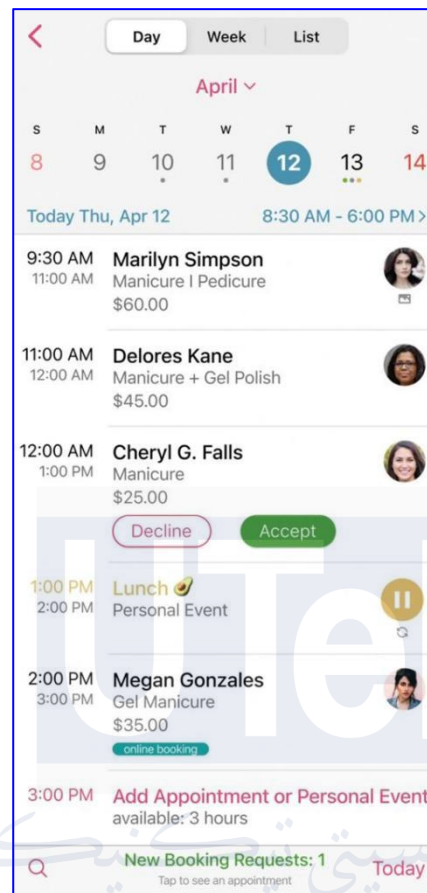 Day Week List
April
S M T W T F S
8 9 10 11 12 13 14
Today Thu, Apr 12 8:30 AM - 6:00 PM >
9:30 AM Marilyn Simpson
11:00 AM Manicure I Pedicure
$60.00
11:00 AM Delores Kane
12:00 AM Manicure + Gel Polish
$45.00
12:00 AM Cheryl G. Falls
1:00 PM Manicure
$25.00
Decline Accept
1:00 PM Lunch 🥑
2:00 PM Personal Event
2:00 PM Megan Gonzales
3:00 PM Gel Manicure
$35.00
online booking
3:00 PM Add Appointment or Personal Event
available: 3 hours
New Booking Requests: 1
Tap to see an appointment
Today